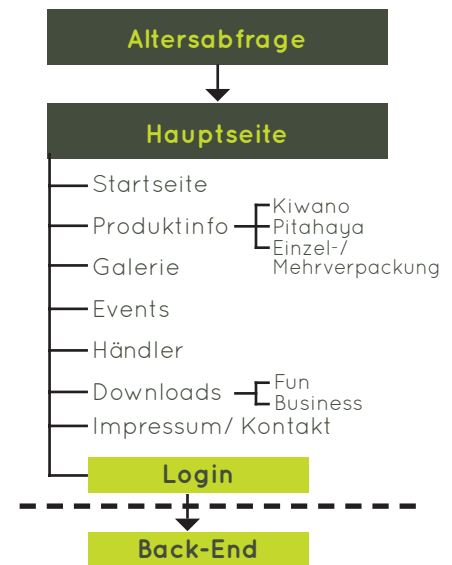 Altersabfrage
Hauptseite
Startseite
Produktinfo
Kiwano
Pitahaya
Einzel-/
Mehrverpackung
Galerie
Events
Händler
Downloads
Fun
Business
Impressum/ Kontakt
Login
Back-End